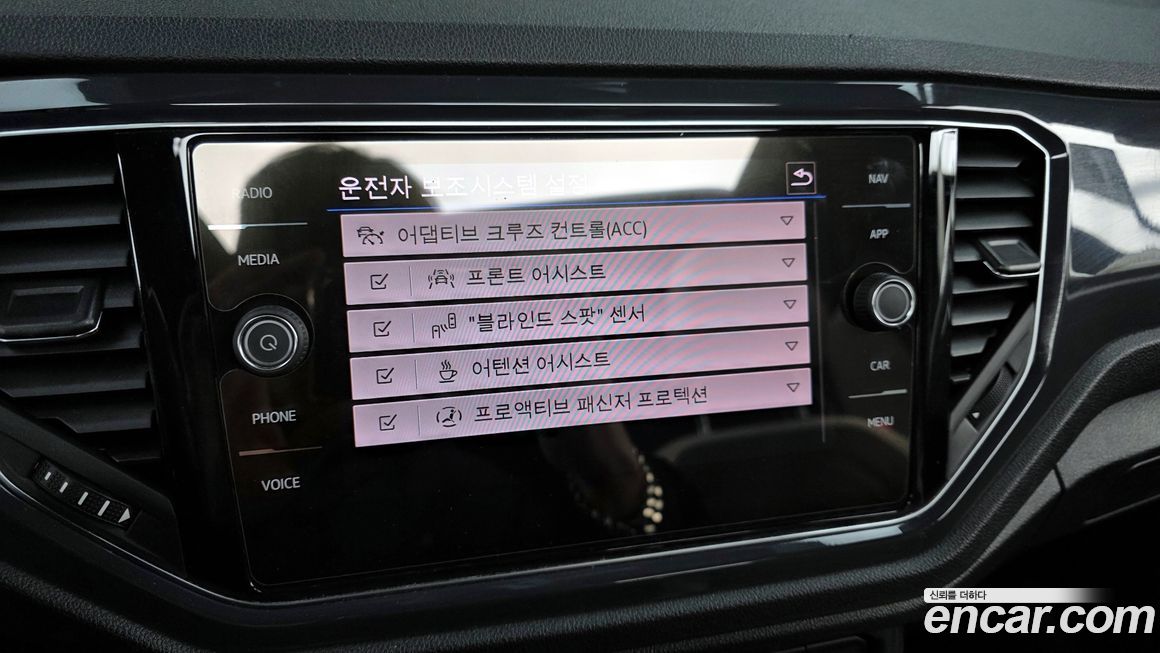 운전자 보조시스템 설정
어댑티브 크루즈 컨트롤(ACC)
프론트 어시스트
"블라인드 스팟" 센서
어텐션 어시스트
프로액티브 패신저 프로텍션
RADIO
MEDIA
PHONE
VOICE
NAV
APP
CAR
MENU
신뢰를 더하다
encar.com